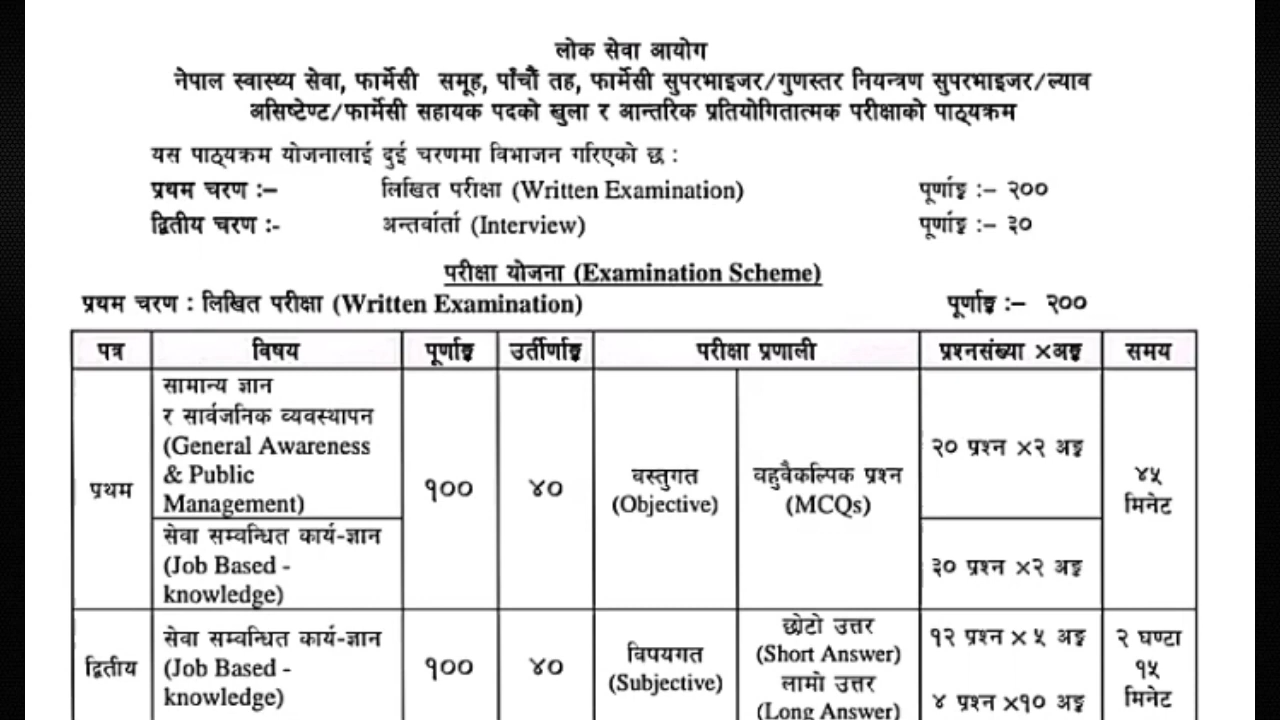 लोक सेवा आयोग
नेपाल स्वास्थ्य सेवा, फार्मेसी समूह, पाँचौं तह, फार्मेसी सुपरभाइजर/गुणस्तर नियन्त्रण सुपरभाइजर/ल्याव
असिष्टेण्ट/फार्मेसी सहायक पदको खुला र आन्तरिक प्रतियोगितात्मक परीक्षाको पाठ्यक्रम
यस पाठ्यक्रम योजनालाई दुई चरणमा विभाजन गरिएको छ :
प्रथम चरण :– लिखित परीक्षा (Written Examination) पूर्णाङ्क :– २००
द्वितीय चरण :- अन्तर्वार्ता (Interview) पूर्णाङ्क :– ३०
परीक्षा योजना (Examination Scheme)
प्रथम चरण : लिखित परीक्षा (Written Examination) पूर्णाङ्क :– २००
पत्र विषय पूर्णाङ्क उर्तीर्णाङ्क परीक्षा प्रणाली प्रश्नसंख्या ×अङ्क समय
प्रथम
सामान्य ज्ञान
र सार्वजनिक व्यवस्थापन
(General Awareness
& Public
Management)
सेवा सम्वन्धित कार्य-ज्ञान
(Job Based -
knowledge)
१००
४०
वस्तुगत
(Objective)
वहुवैकल्पिक प्रश्न
(MCQs)
२० प्रश्न ×२ अङ्क
३० प्रश्न ×२ अङ्क
४५
मिनेट
द्वितीय
सेवा सम्वन्धित कार्य-ज्ञान
(Job Based -
knowledge)
१००
४०
विषयगत
(Subjective)
छोटो उत्तर
(Short Answer)
लामो उत्तर
(Long Answer)
१२ प्रश्न × ५ अङ्क
४ प्रश्न ×१० अङ्क
२ घण्टा
१५
मिनेट